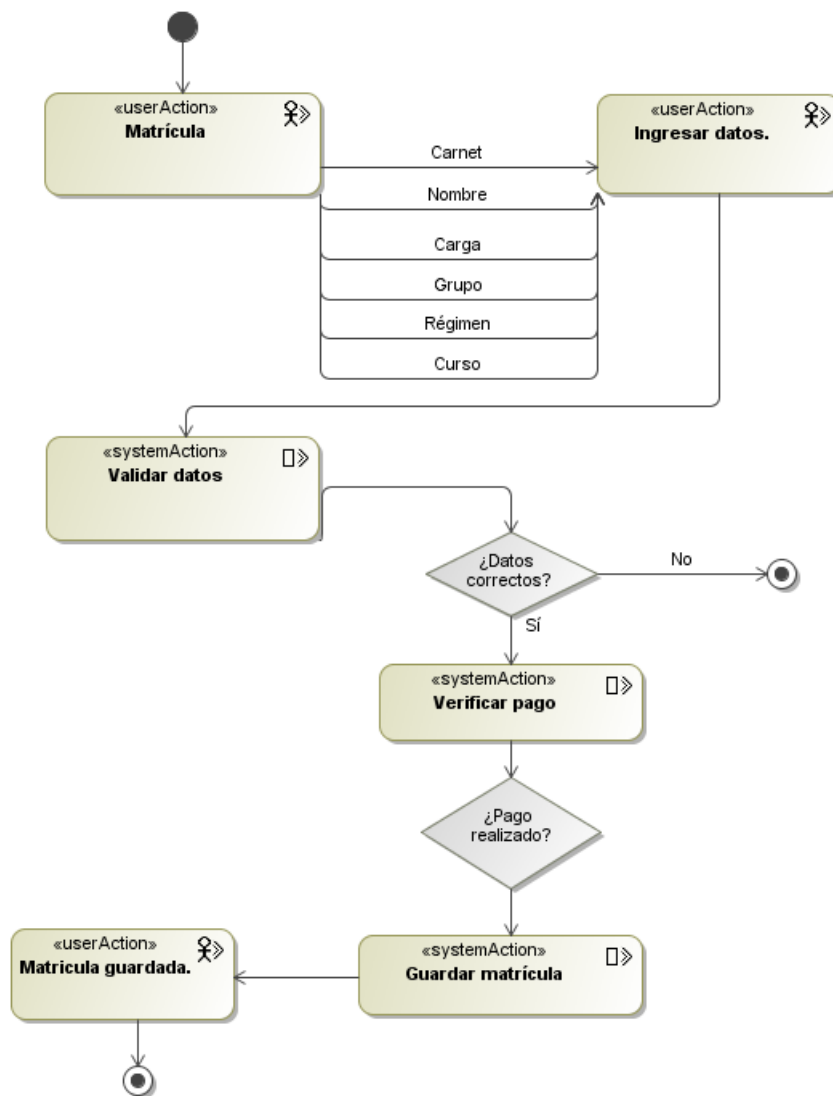 «userAction»
Matrícula
«userAction»
Ingresar datos.
Carnet
Nombre
Carga
Grupo
Régimen
Curso
«systemAction»
Validar datos
¿Datos
correctos?
No
Sí
«systemAction»
Verificar pago
¿Pago
realizado?
«userAction»
Matricula guardada.
«systemAction»
Guardar matrícula